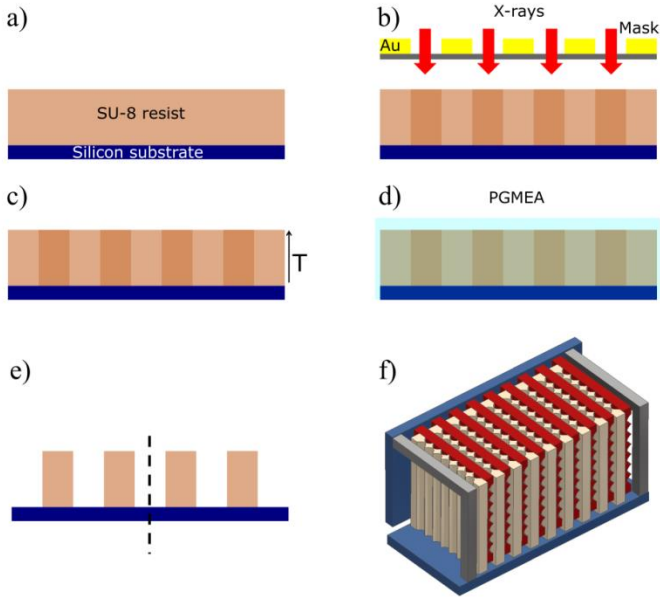 a)
SU-8 resist
Silicon substrate
b)
X-rays
Mask
Au
c)
T
d)
PGMEA
e)
f)